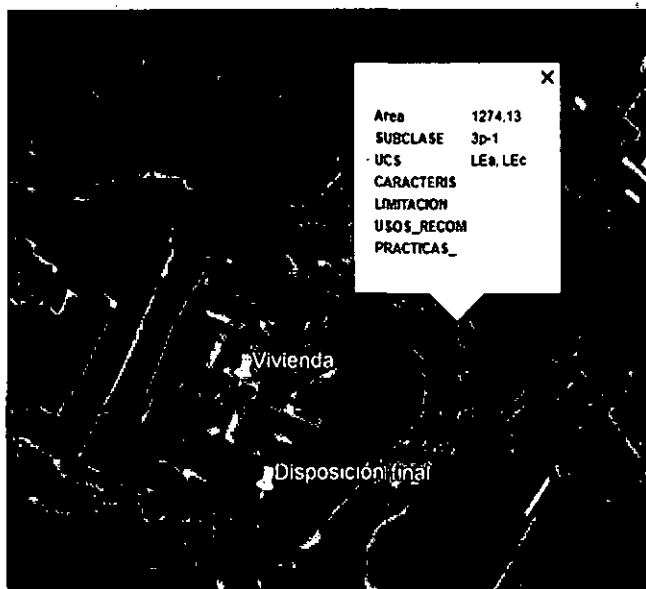 X
Area 1274,13
SUBCLASE 3p-1
UCS LEa, LEc
CARACTERIS
LIMITACION
USOS_RECOM
PRACTICAS_
Vivienda
Disposición final